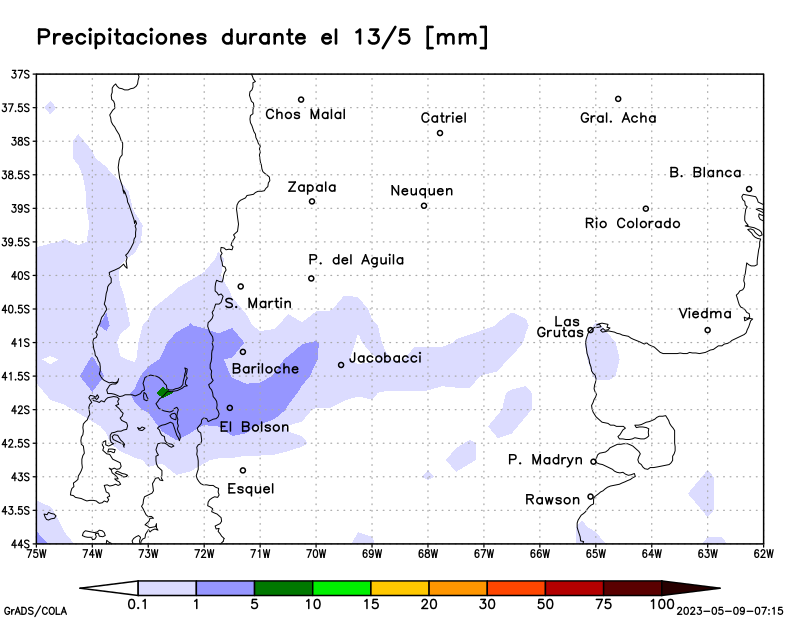 Precipitaciones durante el 13/5 [mm]
37S
37.5S
Chos Malal
Catriel
Gral. Acha
38S
38.5S
B. Blanca
Zapala
Neuquen
39S
Rio Colorado
39.5S
P. del Aguila
40S
S. Martin
40.5S
Las
Grutas
Viedma
41S
Jacobacci
Bariloche
41.5S
42S
El Bolson
42.5S
P. Madryn
43S
Esquel
Rawson
43.5S
44S
75W 74W 73W 72W 71W 70W 69W 68W 67W 66W 65W 64W 63W 62W
0.1 1 5 10 15 20 30 50 75 100
GrADS/COLA
2023-05-09-07:15